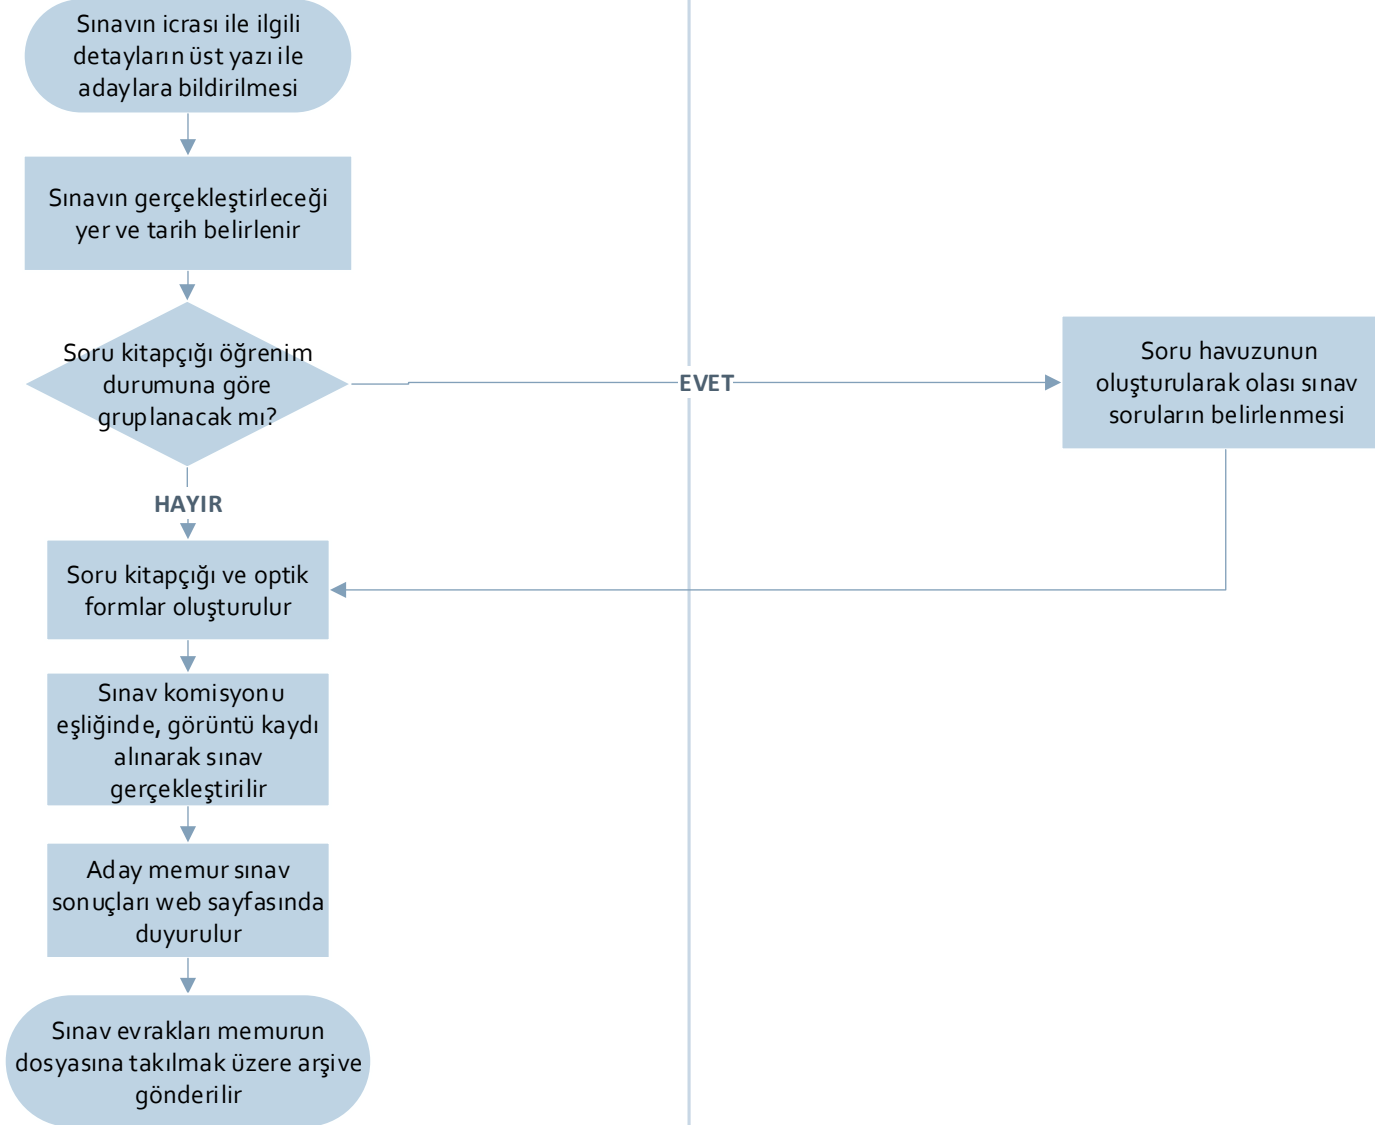 Sınavın icrası ile ilgili
detayların üst yazı ile
adaylara bildirilmesi
Sınavın gerçekleştirleceği
yer ve tarih belirlenir
Soru kitapçığı öğrenim
durumuna göre
gruplanacak mı?
EVET
Soru havuzunun
oluşturularak olası sınav
soruların belirlenmesi
HAYIR
Soru kitapçığı ve optik
formlar oluşturulur
Sınav komisyonu
eşliğinde, görüntü kaydı
alınarak sınav
gerçekleştirilir
Aday memur sınav
sonuçları web sayfasında
duyurulur
Sınav evrakları memurun
dosyasına takılmak üzere arşive
gönderilir